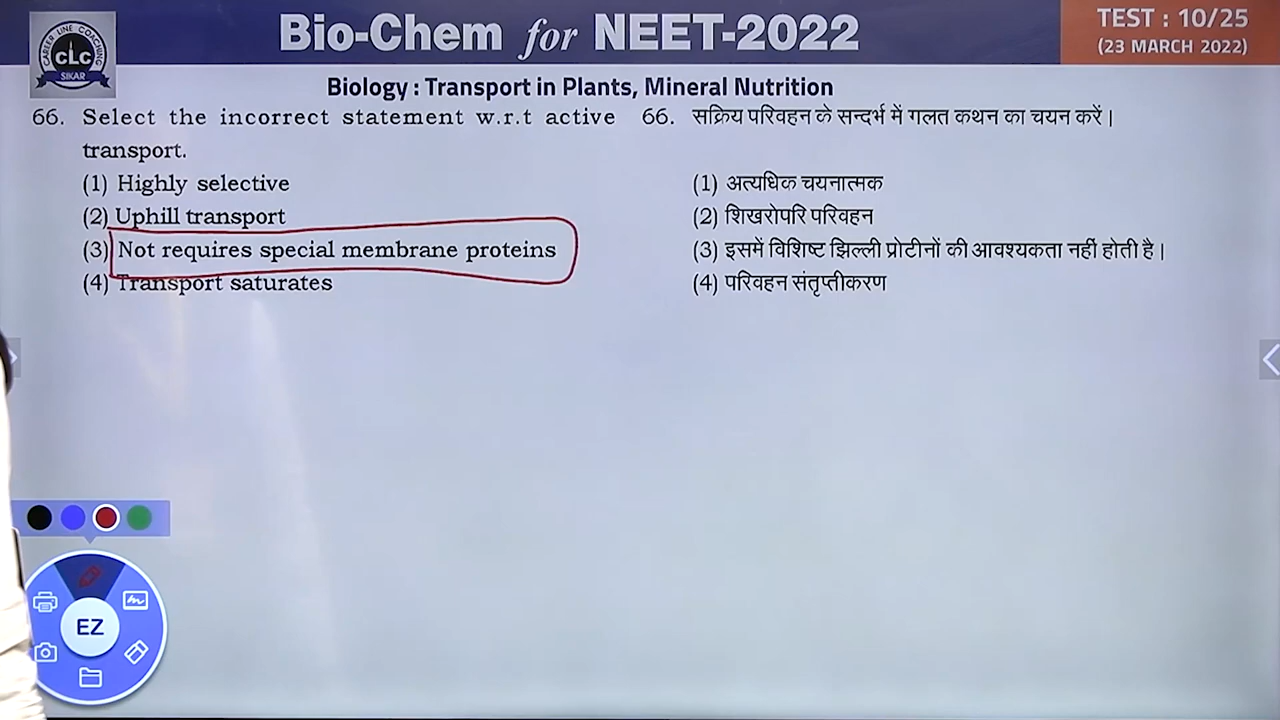 Bio-Chem for NEET-2022
TEST : 10/25
(23 MARCH 2022)
CAREER LINE COACHING
CLC
SIKAR
Biology : Transport in Plants, Mineral Nutrition
66. Select the incorrect statement w.r.t active
transport.
(1) Highly selective
(2) Uphill transport
(3) Not requires special membrane proteins
(4) Transport saturates
66. सक्रिय परिवहन के सन्दर्भ में गलत कथन का चयन करें।
(1) अत्यधिक चयनात्मक
(2) शिखरोपरि परिवहन
(3) इसमें विशिष्ट झिल्ली प्रोटीनों की आवश्यकता नहीं होती है।
(4) परिवहन संतृप्तीकरण
EZ